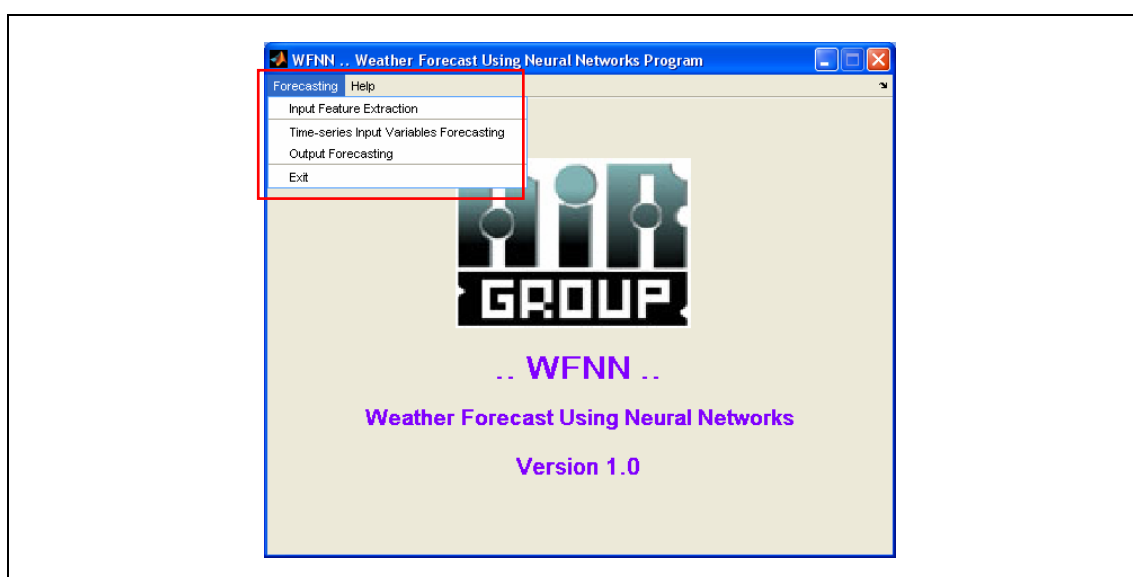 WFNN .. Weather Forecast Using Neural Networks Program
Forecasting Help
Input Feature Extraction
Time-series Input Variables Forecasting
Output Forecasting
Exit
AiR
GROUP
.. WFNN ..
Weather Forecast Using Neural Networks
Version 1.0